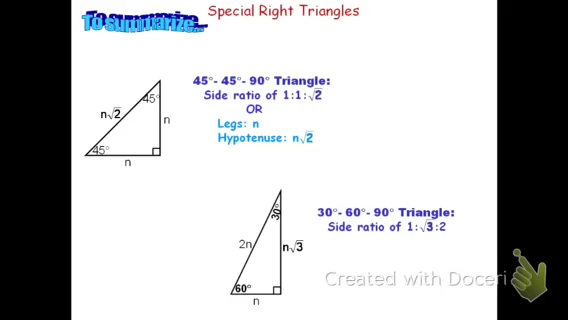 Special Right Triangles
To summarize...
45°- 45°- 90° Triangle:
Side ratio of 1:1:√2
OR
Legs: n
Hypotenuse: n√2
45°
n√2
n
45°
n
30°- 60°- 90° Triangle:
Side ratio of 1:√3:2
30°
2n
n√3
60°
n
Created with Doceri